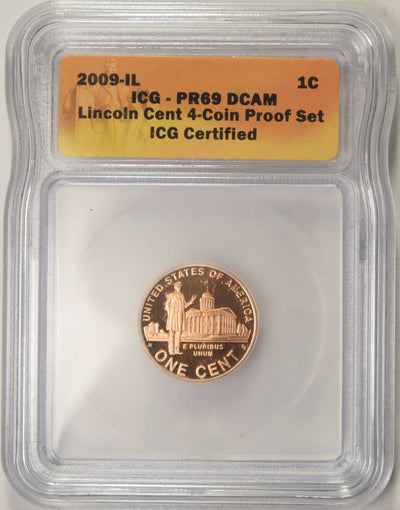 2009-IL 1C
ICG - PR69 DCAM
Lincoln Cent 4-Coin Proof Set
ICG Certified
UNITED STATES OF AMERICA
E PLURIBUS
UNUM
ONE CENT